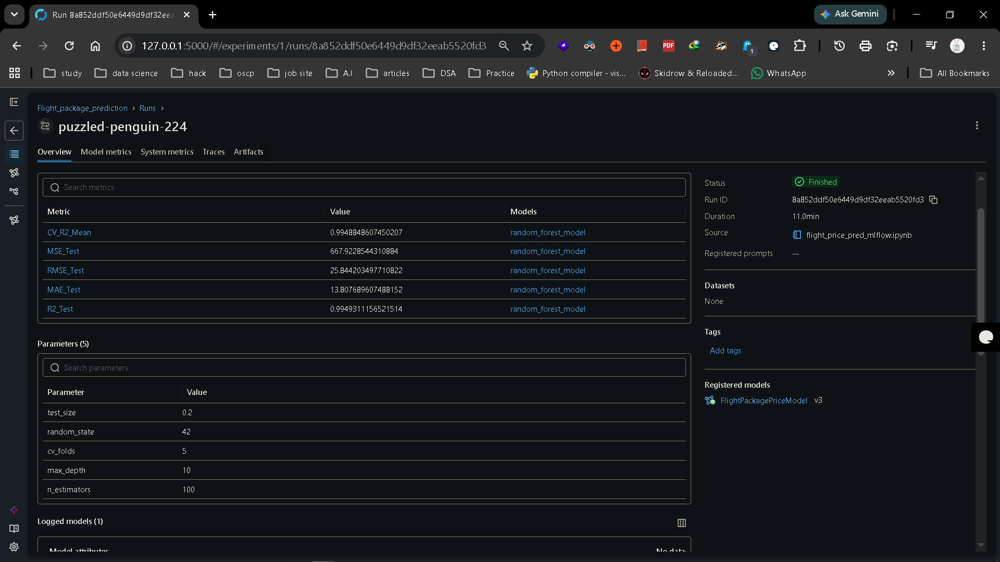 Run 8a852ddf50e6449d9df32eea
Ask Gemini
127.0.0.1:5000/#/experiments/1/runs/8a852ddf50e6449d9df32eeab5520fd3
PDF
1
study
data science
hack
oscp
job site
A.I
articles
DSA
Practice
Python compiler - vis...
Skidrow & Reloaded...
WhatsApp
All Bookmarks
Flight_package_prediction > Runs >
puzzled-penguin-224
Overview Model metrics System metrics Traces Artifacts
Search metrics
Metric Value Models
CV_R2_Mean 0.9948848607450207 random_forest_model
MSE_Test 667.9228544310884 random_forest_model
RMSE_Test 25.844203497710822 random_forest_model
MAE_Test 13.807689607488152 random_forest_model
R2_Test 0.9949311156521514 random_forest_model
Parameters (5)
Search parameters
Parameter Value
test_size 0.2
random_state 42
cv_folds 5
max_depth 10
n_estimators 100
Logged models (1)
Model attributes No data
Status Finished
Run ID 8a852ddf50e6449d9df32eeab5520fd3
Duration 11.0min
Source flight_price_pred_mlflow.ipynb
Registered prompts —
Datasets
None
Tags
Add tags
Registered models
FlightPackagePriceModel v3